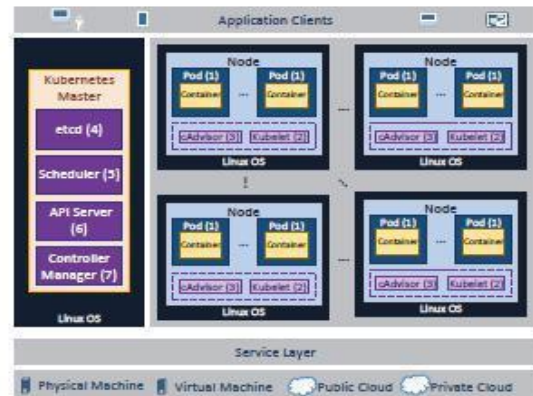 Application Clients
Kubernetes
Master
etcd (4)
Scheduler (5)
API Server
(6)
Controller
Manager (7)
Linux OS
Node
Pod (1)
Container
...
Pod (1)
Container
cAdvisor (3)
Kubelet (2)
Linux OS
...
Node
Pod (1)
Container
...
Pod (1)
Container
cAdvisor (3)
Kubelet (2)
Linux OS
Node
Pod (1)
Container
...
Pod (1)
Container
cAdvisor (3)
Kubelet (2)
Linux OS
...
Node
Pod (1)
Container
...
Pod (1)
Container
cAdvisor (3)
Kubelet (2)
Linux OS
Service Layer
Physical Machine
Virtual Machine
Public Cloud
Private Cloud